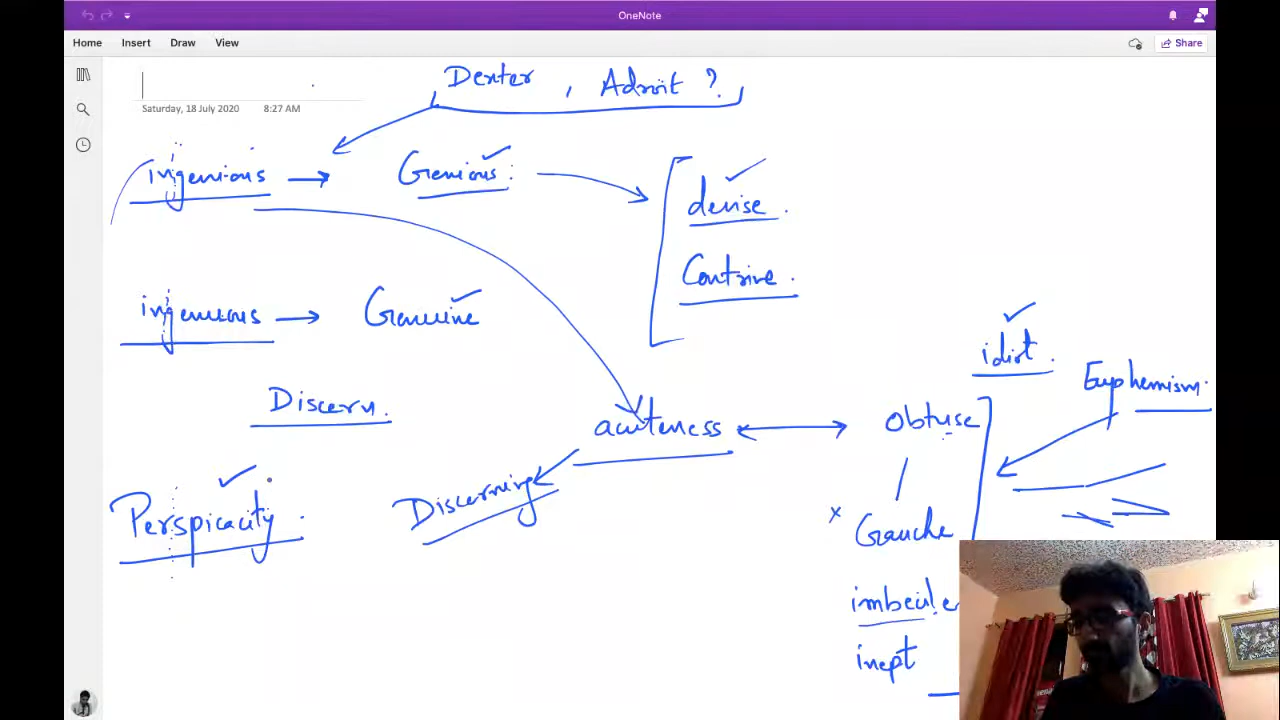 OneNote
Home Insert Draw View Share
Dexter, Adroit ?
Saturday, 18 July 2020 8:27 AM
ingenious → Genious :
devise .
Contrive .
ingenuous → Genuine
idiot .
Euphemism .
Discern .
acuteness ↔ obtuse
Discerning
Perspicacity .
x Gauche
imbecile
inept